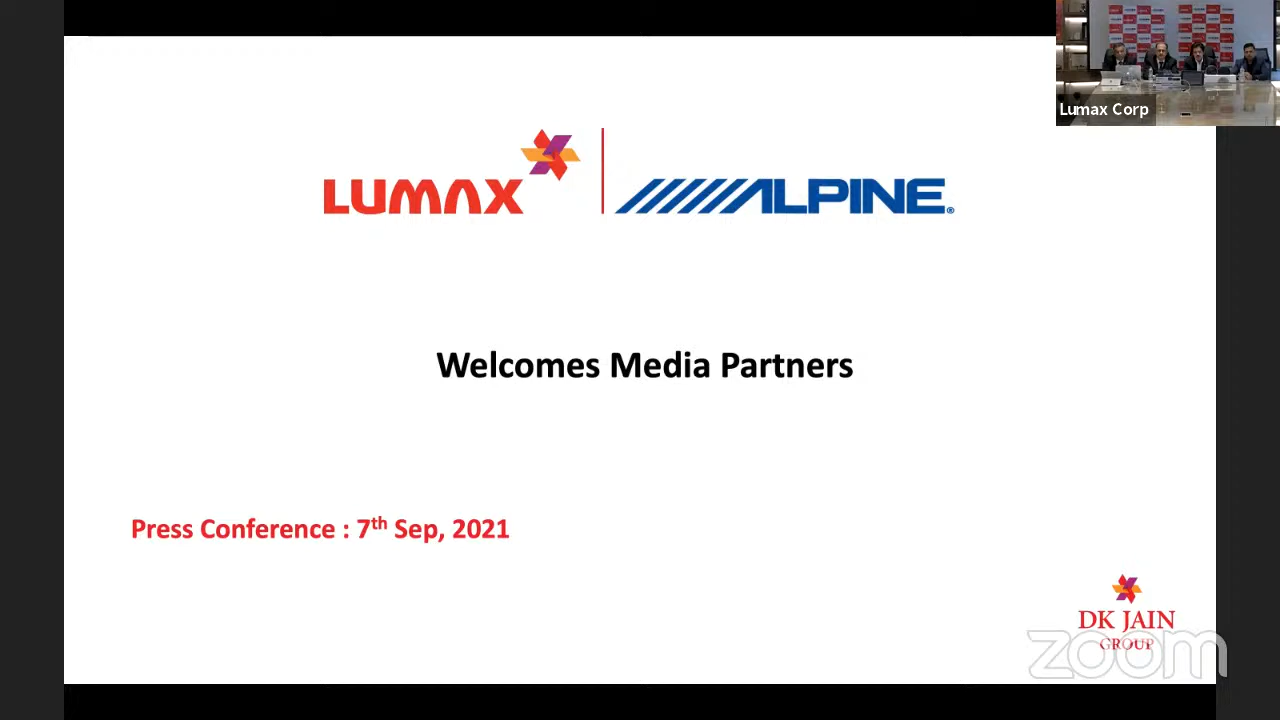 Lumax Corp
LUMAX
ALPINE®
Welcomes Media Partners
Press Conference : 7th Sep, 2021
DK JAIN
GROUP
zoom